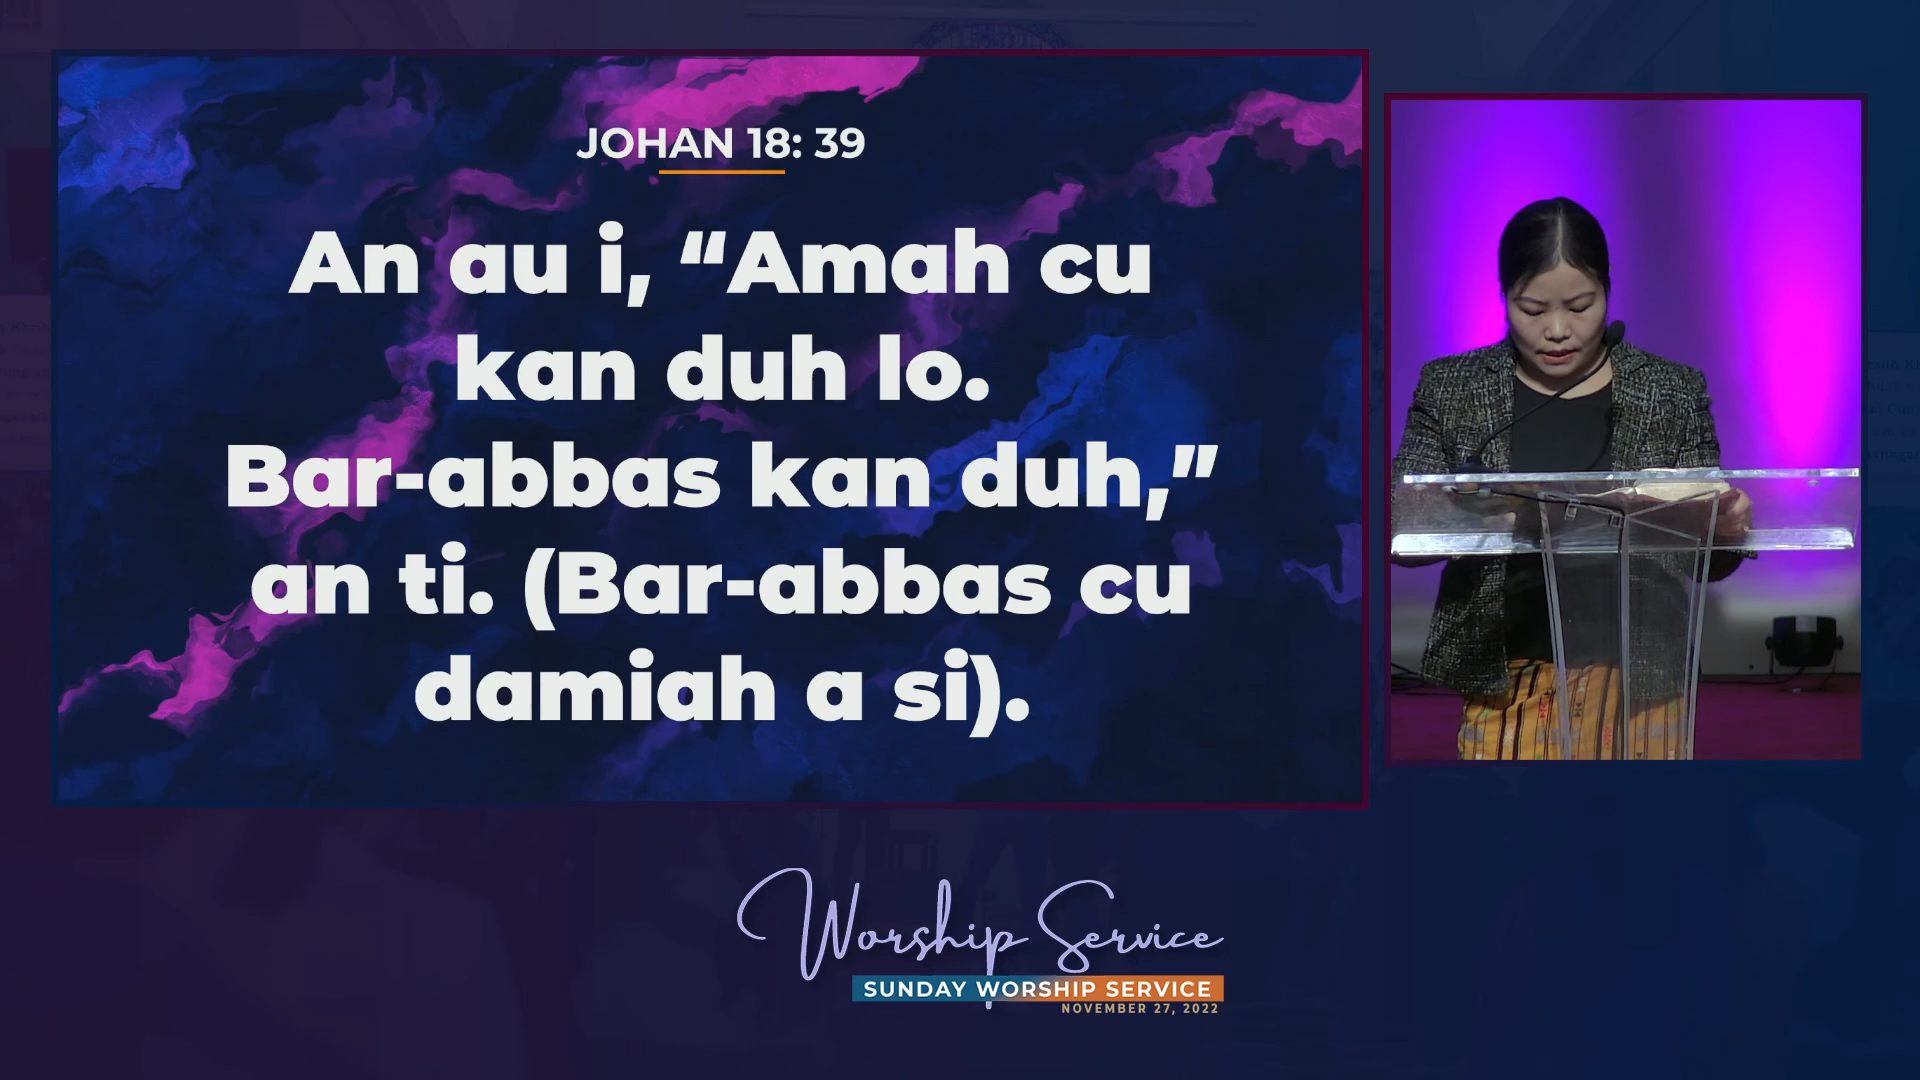 JOHAN 18: 39
An au i, “Amah cu
kan duh lo.
Bar-abbas kan duh,”
an ti. (Bar-abbas cu
damiah a si).
Worship Service
SUNDAY WORSHIP SERVICE
NOVEMBER 27, 2022